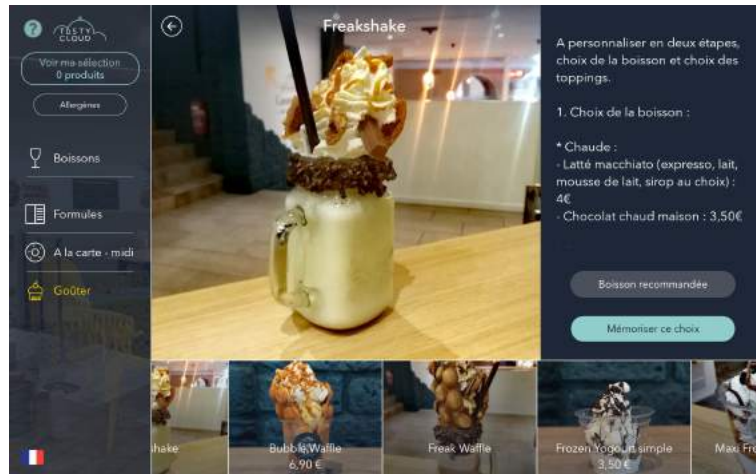 ?
TASTY
CLOUD
Voir ma sélection
0 produits
Allergènes
Boissons
Formules
A la carte - midi
Goûter
Freakshake
A personnaliser en deux étapes,
choix de la boisson et choix des
toppings.
1. Choix de la boisson :
* Chaude :
- Latté macchiato (expresso, lait,
mousse de lait, sirop au choix) :
4€
- Chocolat chaud maison : 3,50€
Boisson recommandée
Mémoriser ce choix
shake
Bubble Waffle
6,90 €
Freak Waffle
Frozen Yogourt simple
3,50 €
Maxi Fr